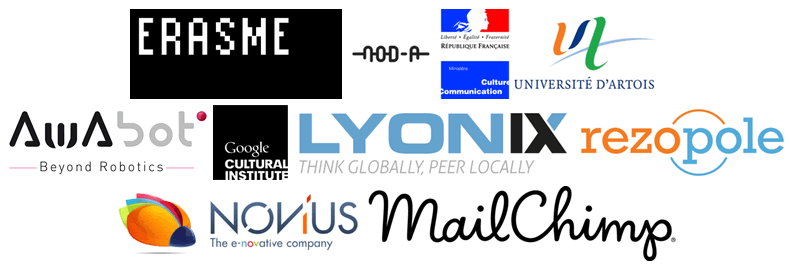 ERASME
NOD-A
Liberté • Égalité • Fraternité
RÉPUBLIQUE FRANÇAISE
Ministère
Culture
Communication
UNIVERSITÉ D'ARTOIS
AwAbot
Beyond Robotics
Google
CULTURAL
INSTITUTE
LYONIX
THINK GLOBALLY, PEER LOCALLY
rezopole
NOVIUS
The e-novative company
MailChimp®